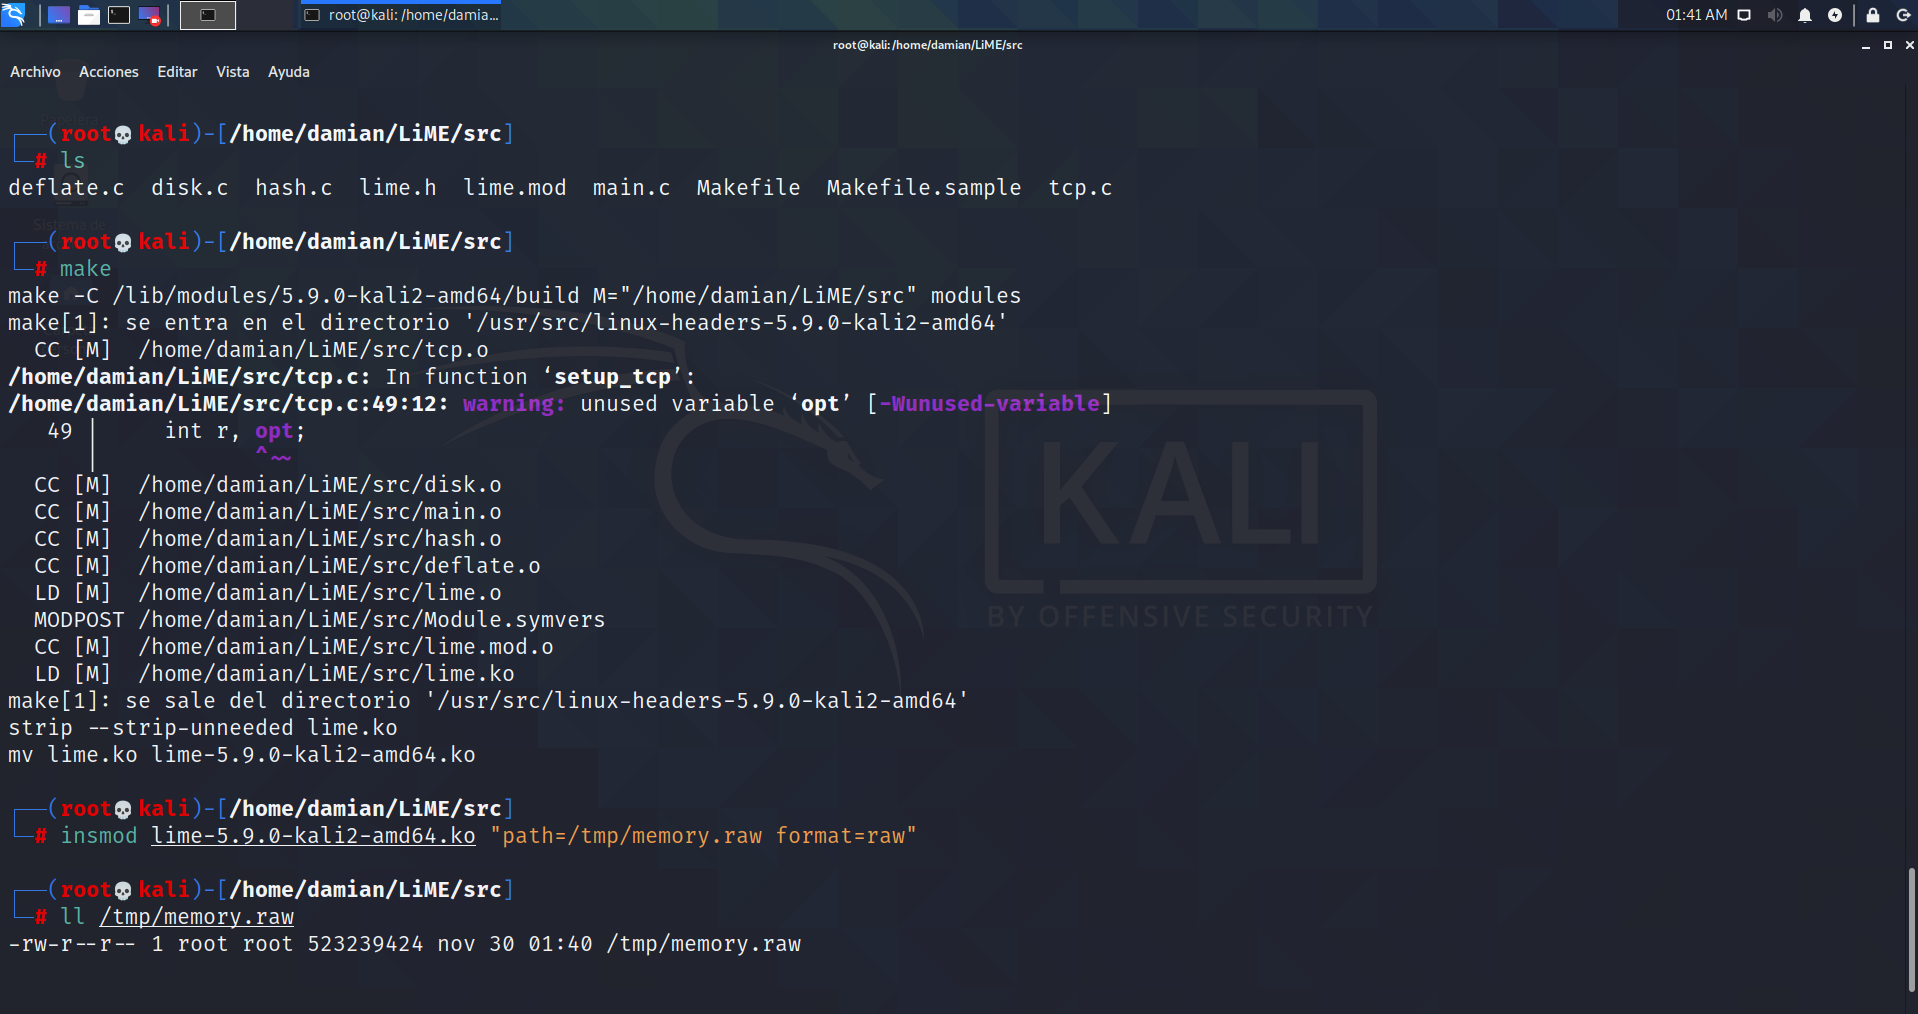 root@kali: /home/damia...
01:41 AM
root@kali:/home/damian/LiME/src
Archivo Acciones Editar Vista Ayuda
┌──(root💀kali)-[/home/damian/LiME/src]
└─# ls
deflate.c disk.c hash.c lime.h lime.mod main.c Makefile Makefile.sample tcp.c
┌──(root💀kali)-[/home/damian/LiME/src]
└─# make
make -C /lib/modules/5.9.0-kali2-amd64/build M="/home/damian/LiME/src" modules
make[1]: se entra en el directorio '/usr/src/linux-headers-5.9.0-kali2-amd64'
CC [M] /home/damian/LiME/src/tcp.o
/home/damian/LiME/src/tcp.c: In function ‘setup_tcp’:
/home/damian/LiME/src/tcp.c:49:12: warning: unused variable ‘opt’ [-Wunused-variable]
49 | int r, opt;
| ^~~
CC [M] /home/damian/LiME/src/disk.o
CC [M] /home/damian/LiME/src/main.o
CC [M] /home/damian/LiME/src/hash.o
CC [M] /home/damian/LiME/src/deflate.o
LD [M] /home/damian/LiME/src/lime.o
MODPOST /home/damian/LiME/src/Module.symvers
CC [M] /home/damian/LiME/src/lime.mod.o
LD [M] /home/damian/LiME/src/lime.ko
make[1]: se sale del directorio '/usr/src/linux-headers-5.9.0-kali2-amd64'
strip --strip-unneeded lime.ko
mv lime.ko lime-5.9.0-kali2-amd64.ko
┌──(root💀kali)-[/home/damian/LiME/src]
└─# insmod lime-5.9.0-kali2-amd64.ko "path=/tmp/memory.raw format=raw"
┌──(root💀kali)-[/home/damian/LiME/src]
└─# ll /tmp/memory.raw
-rw-r--r-- 1 root root 523239424 nov 30 01:40 /tmp/memory.raw
KALI
BY OFFENSIVE SECURITY